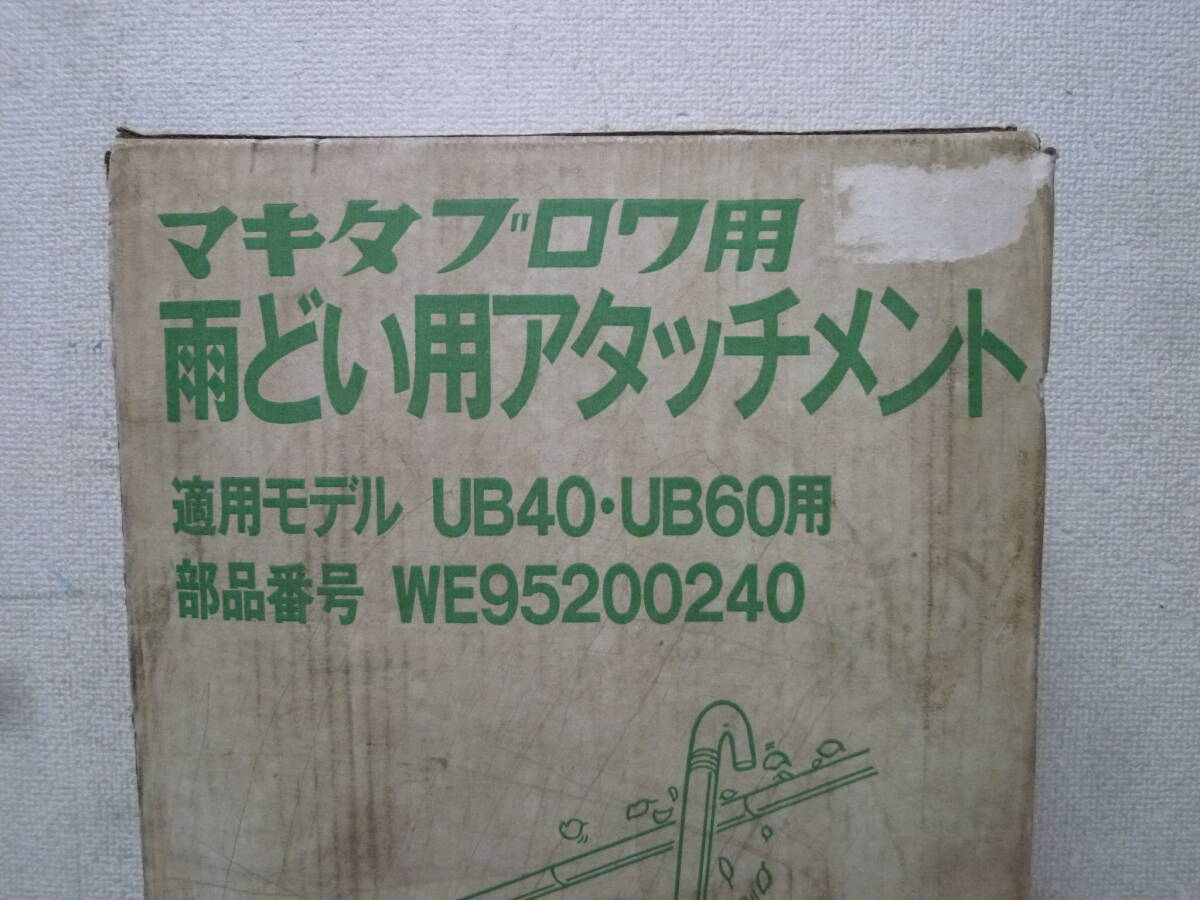 マキタブロワ用
雨どい用アタッチメント
適用モデル UB40・UB60用
部品番号 WE95200240